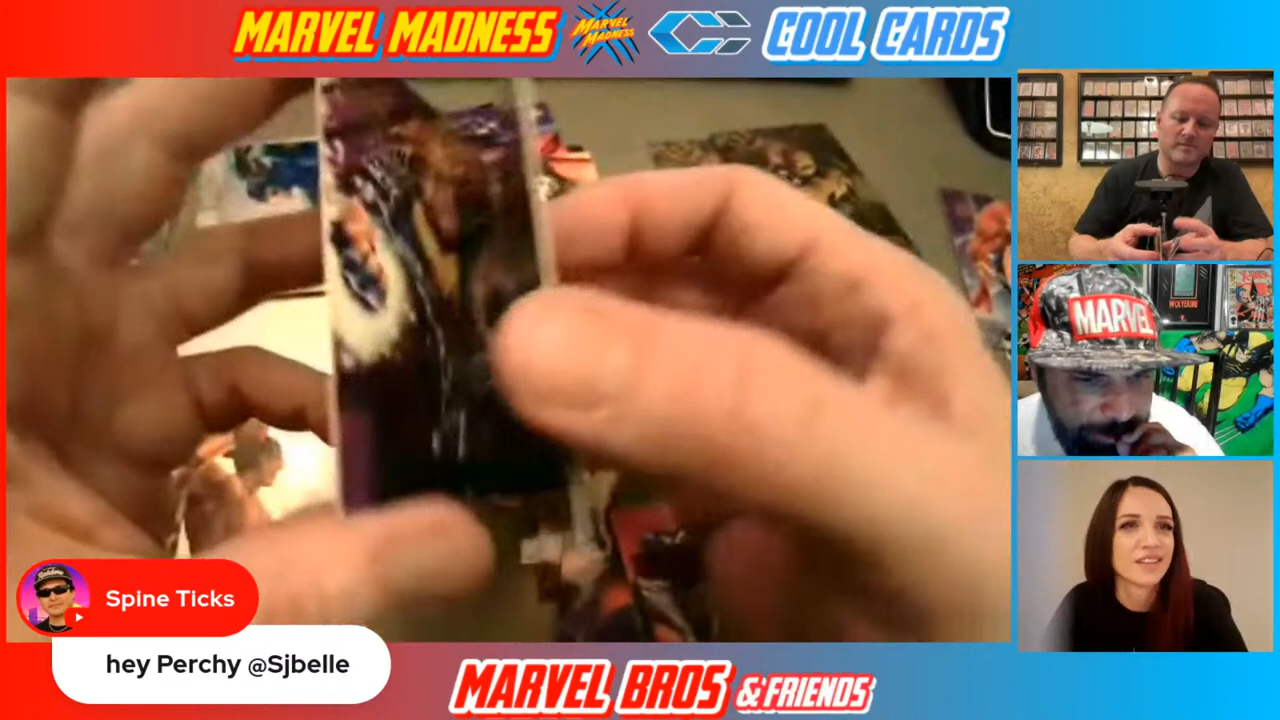 MARVEL MADNESS
MARVEL MADNESS
COOL CARDS
MARVEL
WOLVERINE
Spine Ticks
hey Perchy @Sjbelle
MARVEL BROS & FRIENDS